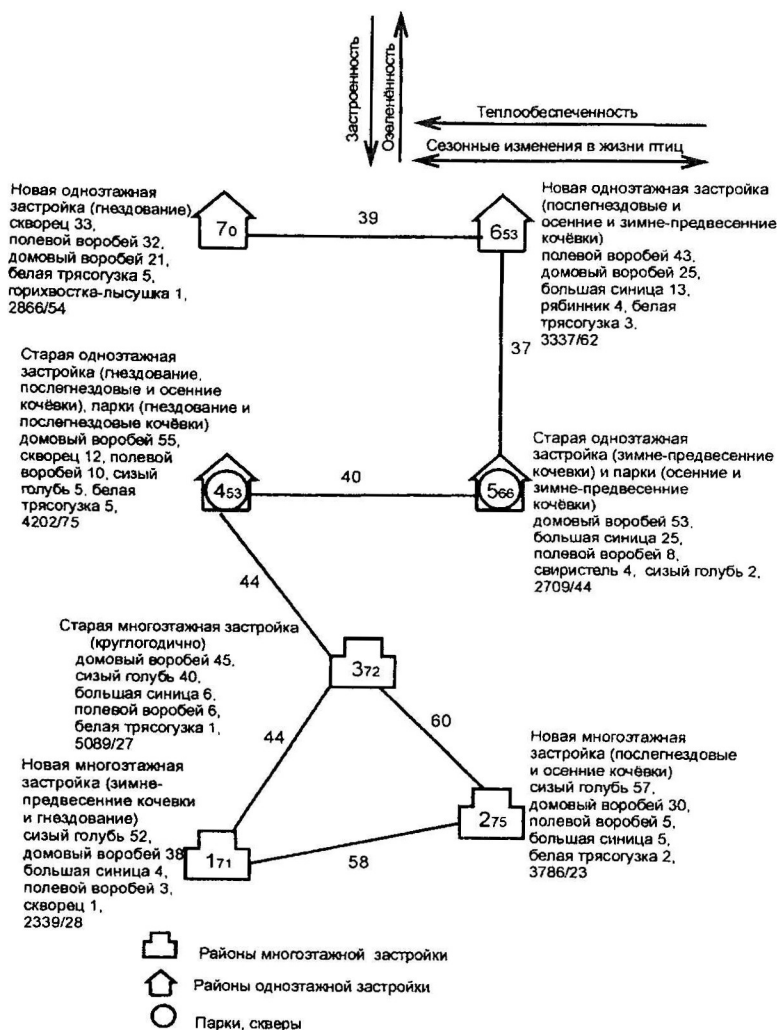 Застроенность
Озеленённость
Теплообеспеченность
Сезонные изменения в жизни птиц
Новая одноэтажная
застройка (гнездование)
скворец 33,
полевой воробей 32,
домовый воробей 21,
белая трясогузка 5,
горихвостка-лысушка 1,
2866/54
70
39
653
Новая одноэтажная застройка
(послегнездовые и
осенние и зимне-предвесенние
кочёвки)
полевой воробей 43,
домовый воробей 25,
большая синица 13,
рябинник 4, белая
трясогузка 3,
3337/62
37
Старая одноэтажная
застройка (гнездование,
послегнездовые и осенние
кочёвки), парки (гнездование и
послегнездовые кочёвки)
домовый воробей 55,
скворец 12, полевой
воробей 10, сизый
голубь 5, белая
трясогузка 5,
4202/75
453
40
566
Старая одноэтажная
застройка (зимне-предвесенние
кочевки) и парки (осенние и
зимне-предвесенние
кочёвки)
домовый воробей 53,
большая синица 25,
полевой воробей 8,
свиристель 4, сизый голубь 2,
2709/44
44
Старая многоэтажная застройка
(круглогодично)
домовый воробей 45,
сизый голубь 40,
большая синица 6,
полевой воробей 6,
белая трясогузка 1,
5089/27
372
44
60
Новая многоэтажная
застройка (зимне-
предвесенние кочевки
и гнездование)
сизый голубь 52,
домовый воробей 38
большая синица 4,
полевой воробей 3,
скворец 1,
2339/28
171
58
275
Новая многоэтажная
застройка (послегнездовые
и осенние кочёвки)
сизый голубь 57,
домовый воробей 30,
полевой воробей 5,
большая синица 5,
белая трясогузка 2,
3786/23
Районы многоэтажной застройки
Районы одноэтажной застройки
Парки, скверы